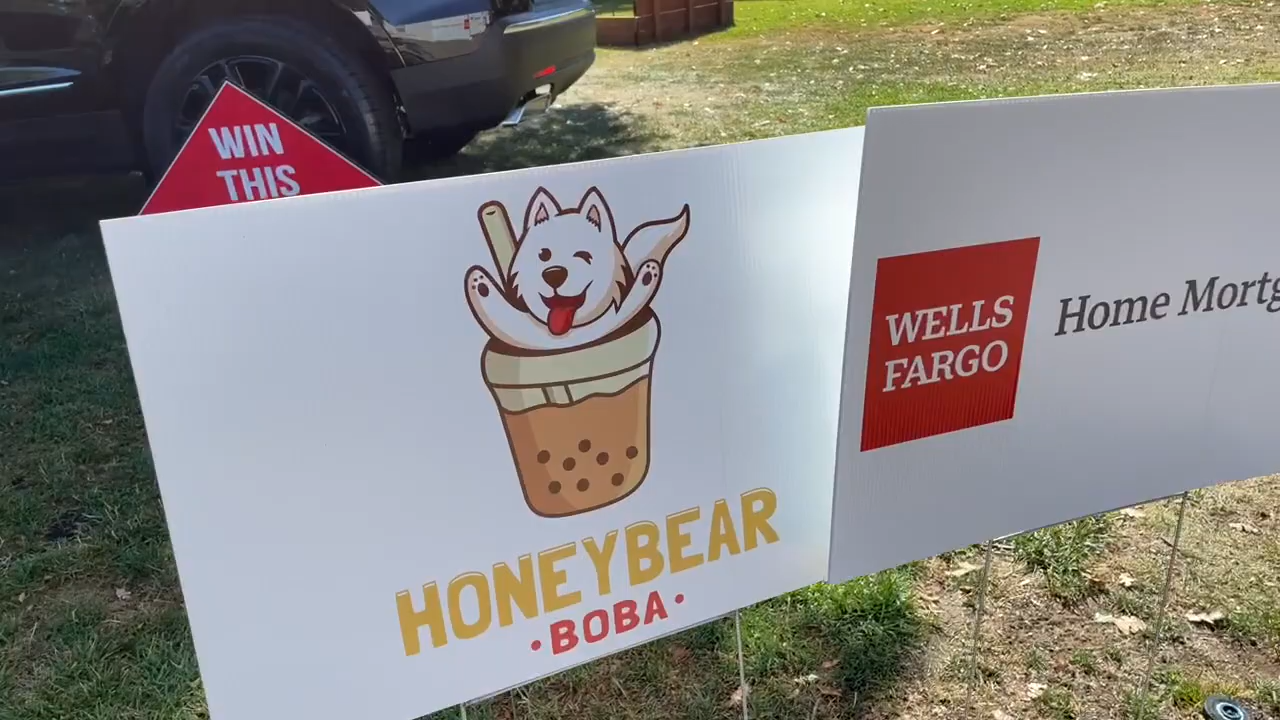 WIN
THIS
HONEYBEAR
• BOBA •
WELLS
FARGO
Home Mortg